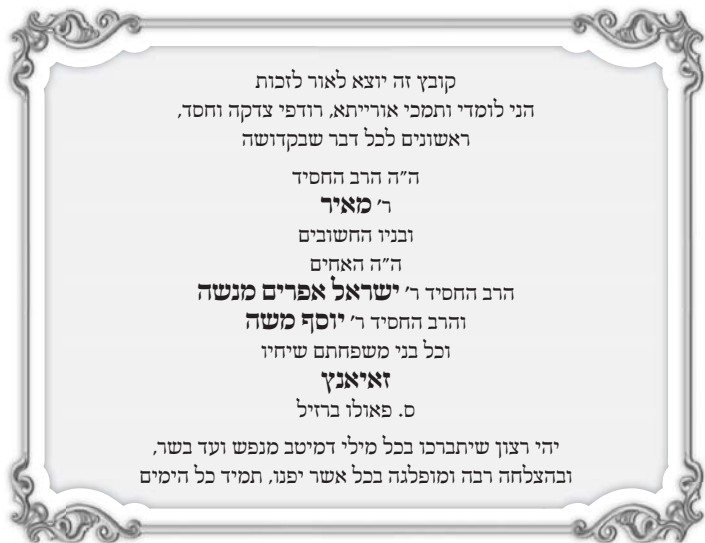 קובץ זה יוצא לאור לזכות
הני לומדי ותמכי אורייתא, רודפי צדקה וחסד,
ראשונים לכל דבר שבקדושה
ה״ה הרב החסיד
ר׳ מאיר
ובניו החשובים
ה״ה האחים
הרב החסיד ר׳ ישראל אפרים מנשה
והרב החסיד ר׳ יוסף משה
וכל בני משפחתם שיחיו
זאיאנץ
ס. פאולו ברזיל
יהי רצון שיתברכו בכל מילי דמיטב מנפש ועד בשר,
ובהצלחה רבה ומופלגה בכל אשר יפנו, תמיד כל הימים